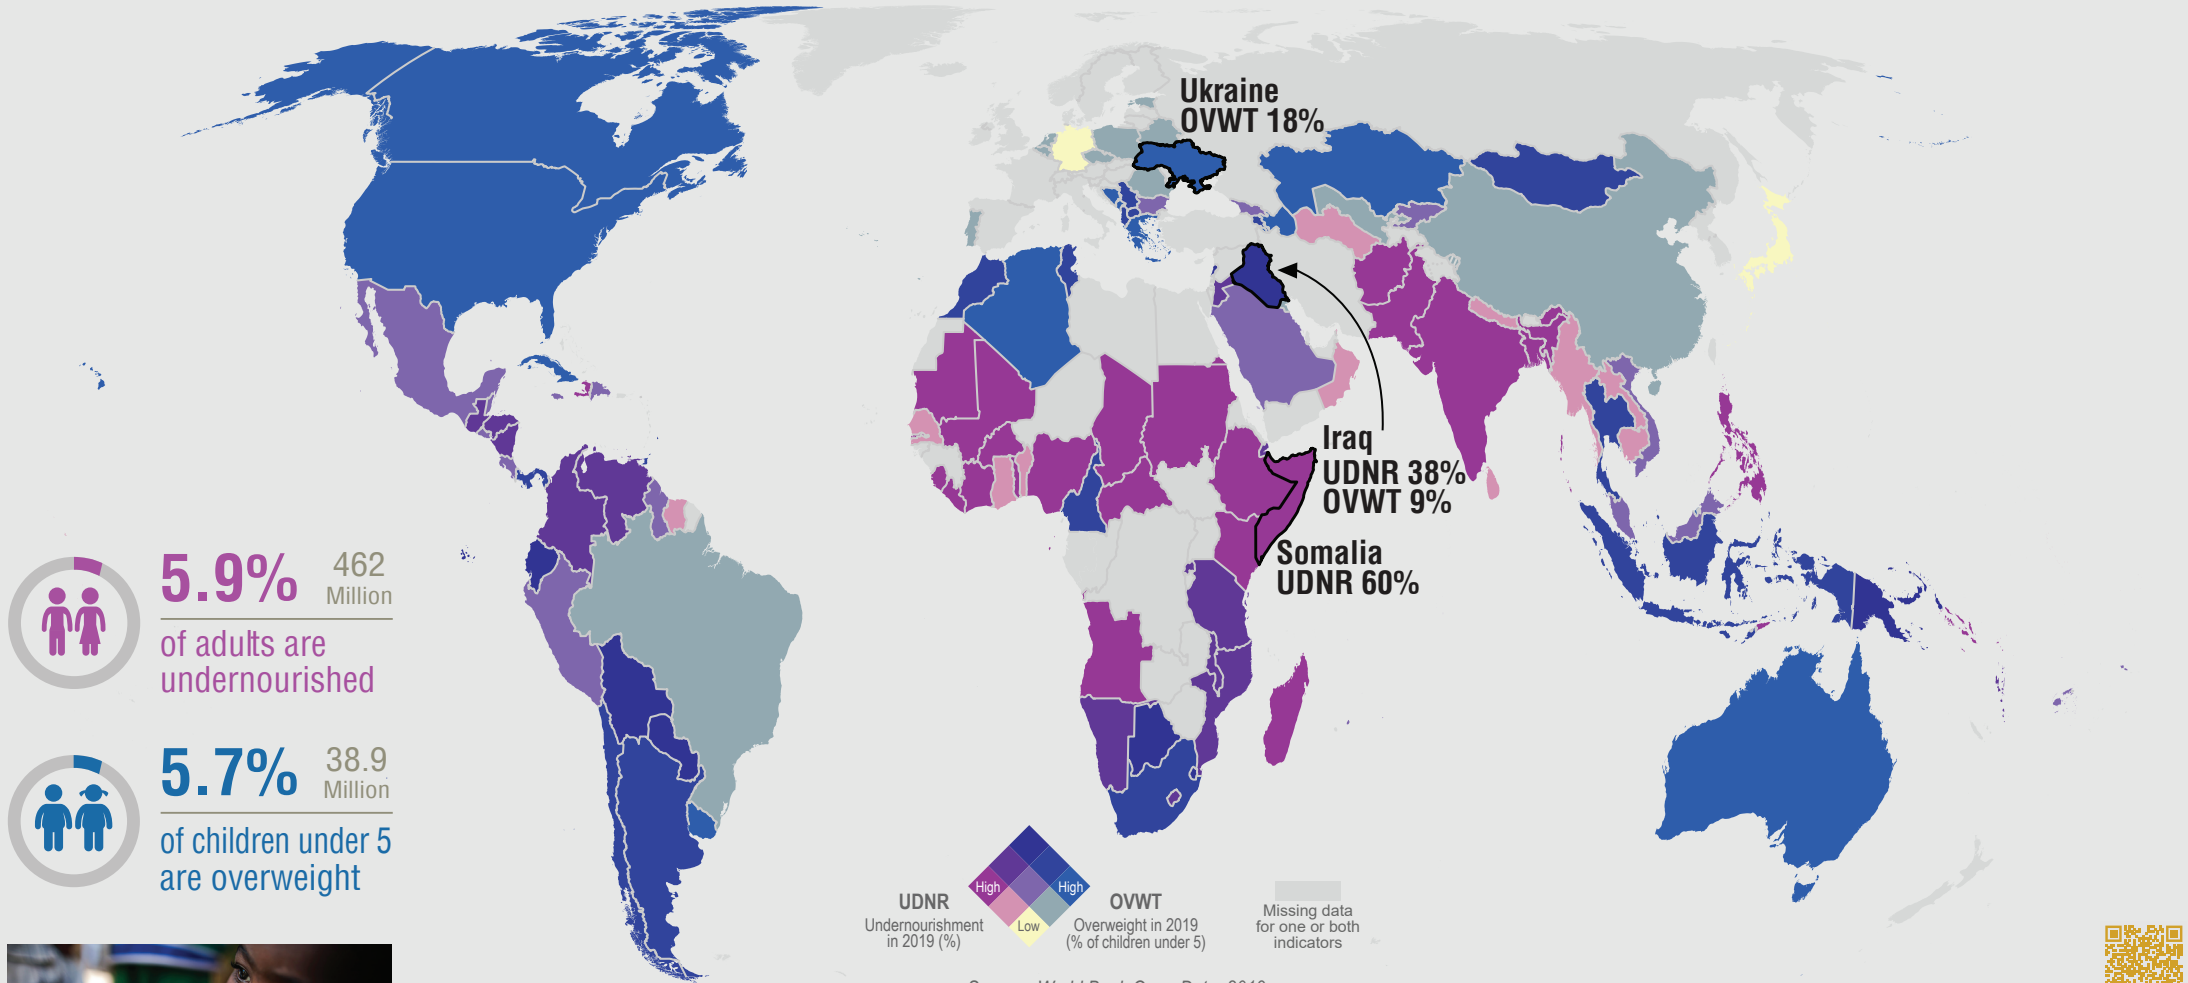 Ukraine
OVWT 18%
Iraq
UDNR 38%
OVWT 9%
Somalia
UDNR 60%
5.9%
462
Million
of adults are
undernourished
5.7%
38.9
Million
of children under 5
are overweight
High
High
Low
UDNR
Undernourishment
in 2019 (%)
OVWT
Overweight in 2019
(% of children under 5)
Missing data
for one or both
indicators